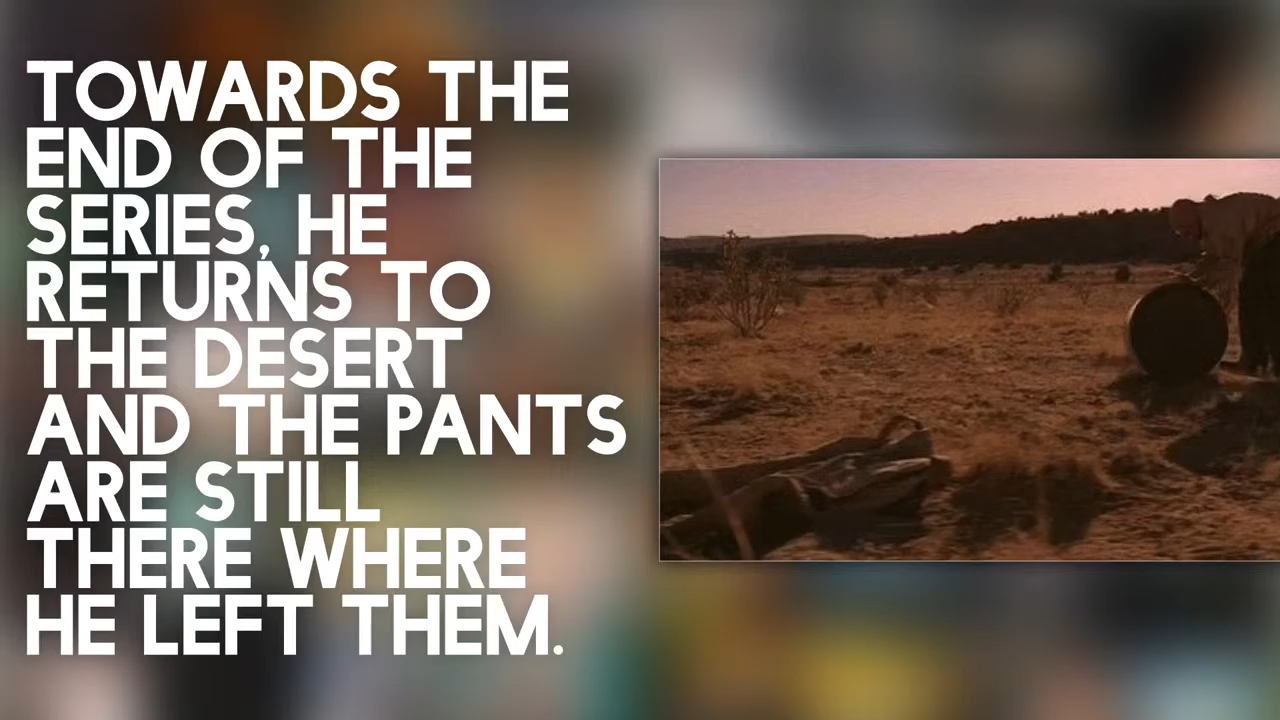 TOWARDS THE
END OF THE
SERIES, HE
RETURNS TO
THE DESERT
AND THE PANTS
ARE STILL
THERE WHERE
HE LEFT THEM.